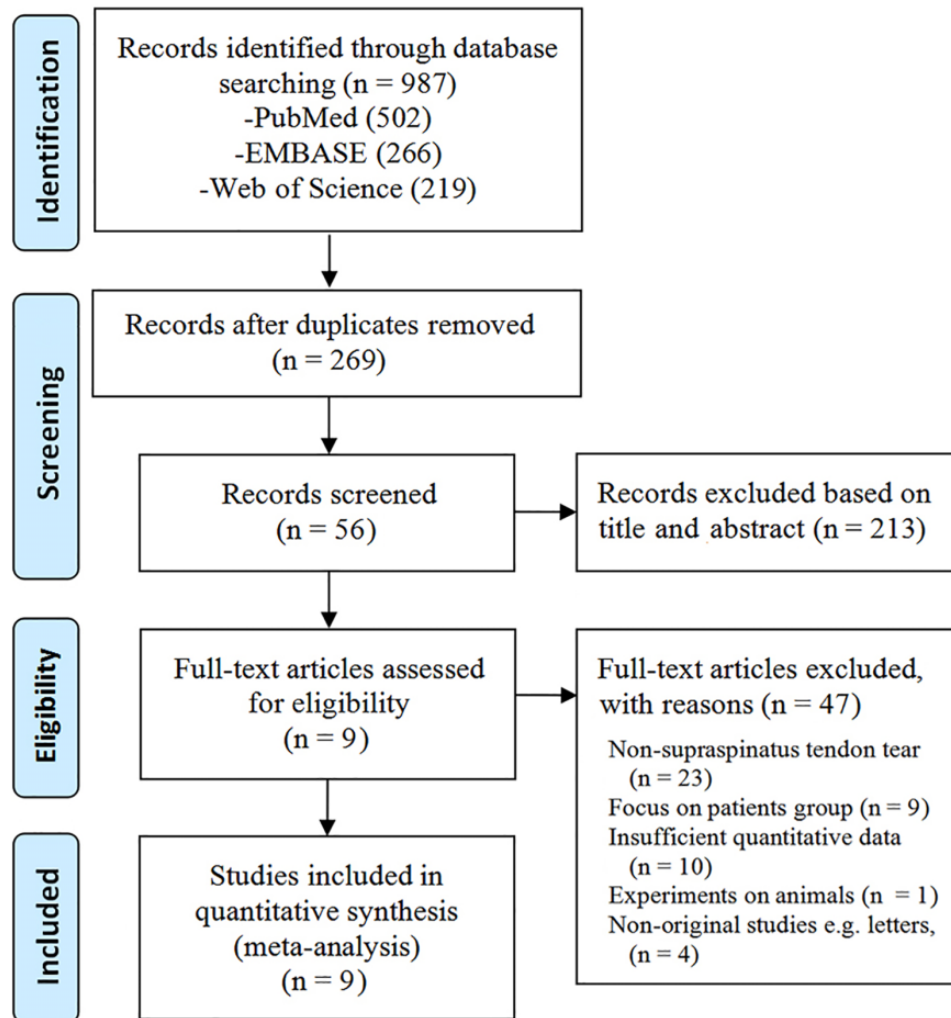 Identification
Records identified through database
searching (n = 987)
-PubMed (502)
-EMBASE (266)
-Web of Science (219)
Screening
Records after duplicates removed
(n = 269)
Records screened
(n = 56)
Records excluded based on
title and abstract (n = 213)
Eligibility
Full-text articles assessed
for eligibility
(n = 9)
Full-text articles excluded,
with reasons (n = 47)
Non-supraspinatus tendon tear
(n = 23)
Focus on patients group (n = 9)
Insufficient quantitative data
(n = 10)
Experiments on animals (n = 1)
Non-original studies e.g. letters,
(n = 4)
Included
Studies included in
quantitative synthesis
(meta-analysis)
(n = 9)